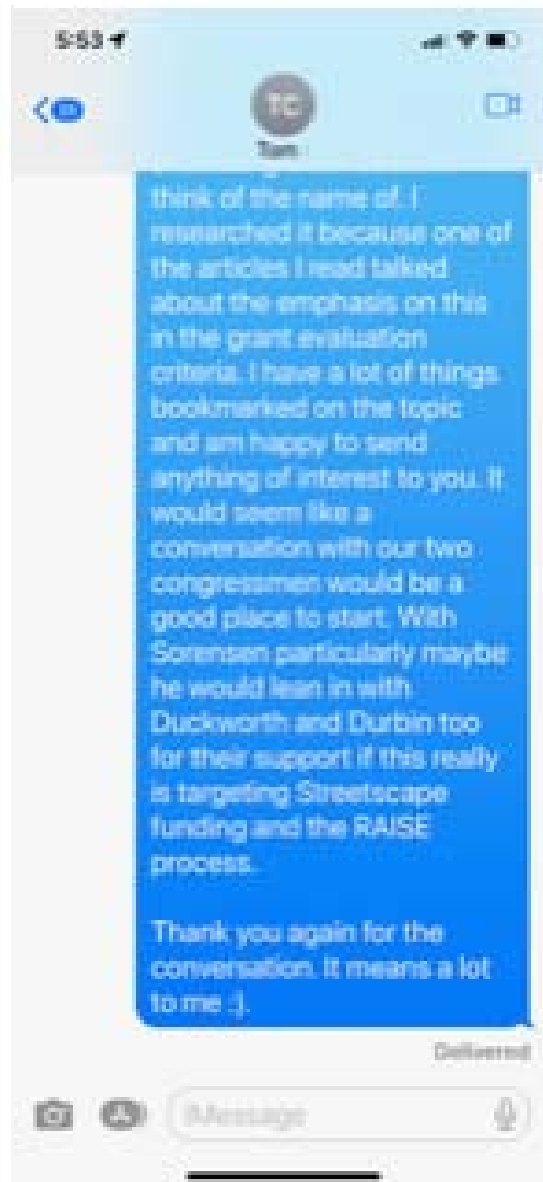 5:53
TC
Tom
think of the name of. I
researched it because one of
the articles I read talked
about the emphasis on this
in the grant evaluation
criteria. I have a lot of things
bookmarked on the topic
and am happy to send
anything of interest to you. It
would seem like a
conversation with our two
congressmen would be a
good place to start. With
Sorensen particularly maybe
he would lean in with
Duckworth and Durbin too
for their support if this really
is targeting Streetscape
funding and the RAISE
process.
Thank you again for the
conversation. It means a lot
to me :).
Delivered
iMessage